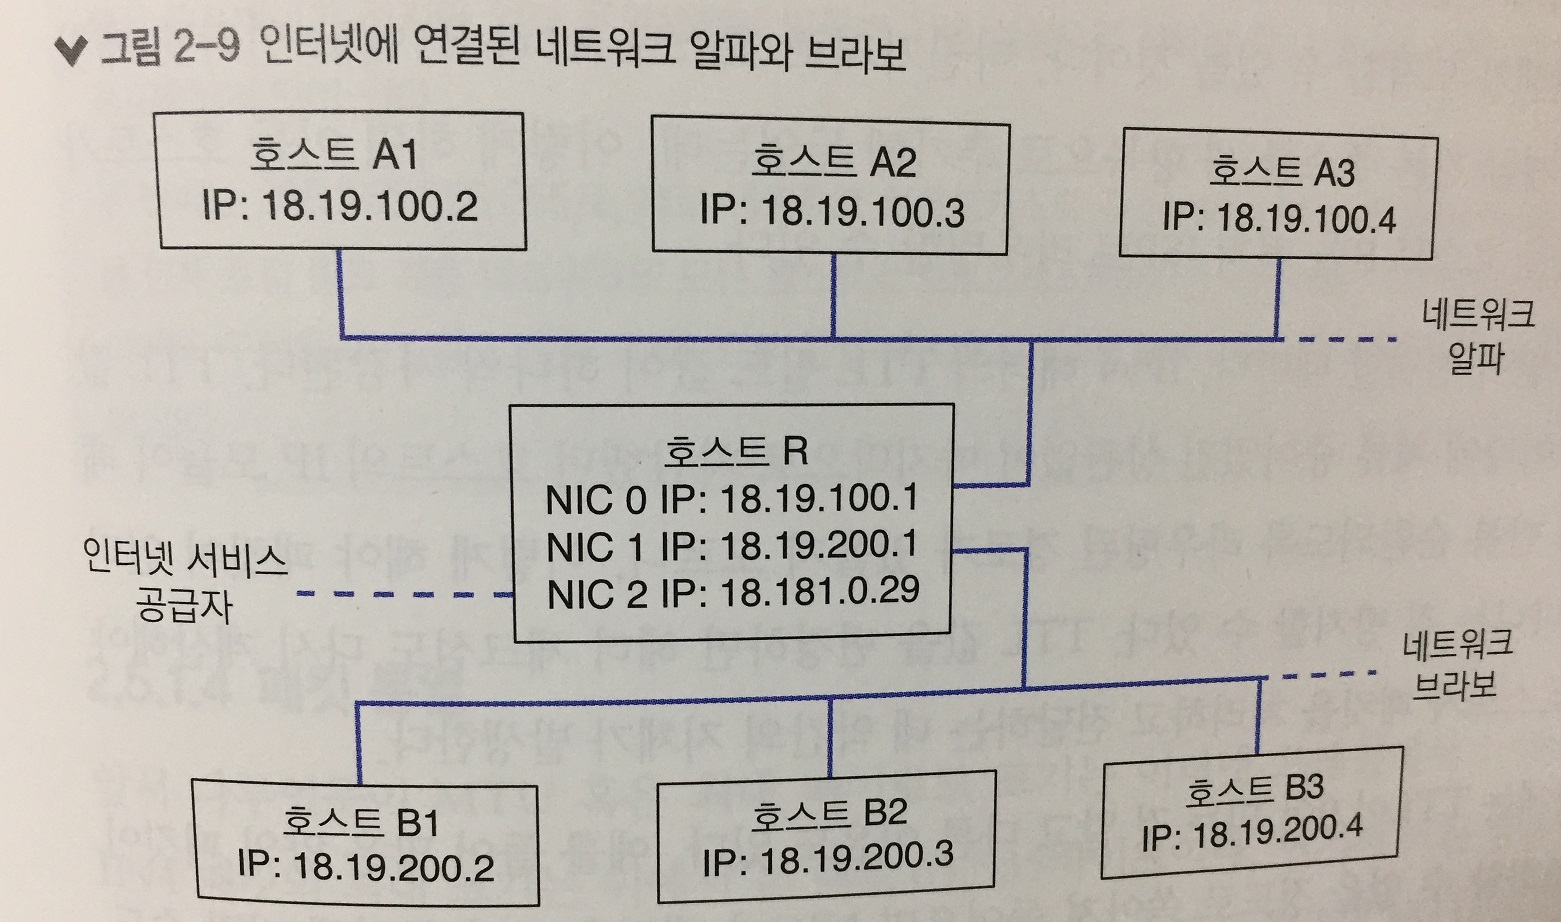 그림 2-9 인터넷에 연결된 네트워크 알파와 브라보
호스트 A1
IP: 18.19.100.2
호스트 A2
IP: 18.19.100.3
호스트 A3
IP: 18.19.100.4
네트워크
알파
호스트 R
NIC 0 IP: 18.19.100.1
NIC 1 IP: 18.19.200.1
NIC 2 IP: 18.181.0.29
인터넷 서비스
공급자
네트워크
브라보
호스트 B1
IP: 18.19.200.2
호스트 B2
IP: 18.19.200.3
호스트 B3
IP: 18.19.200.4